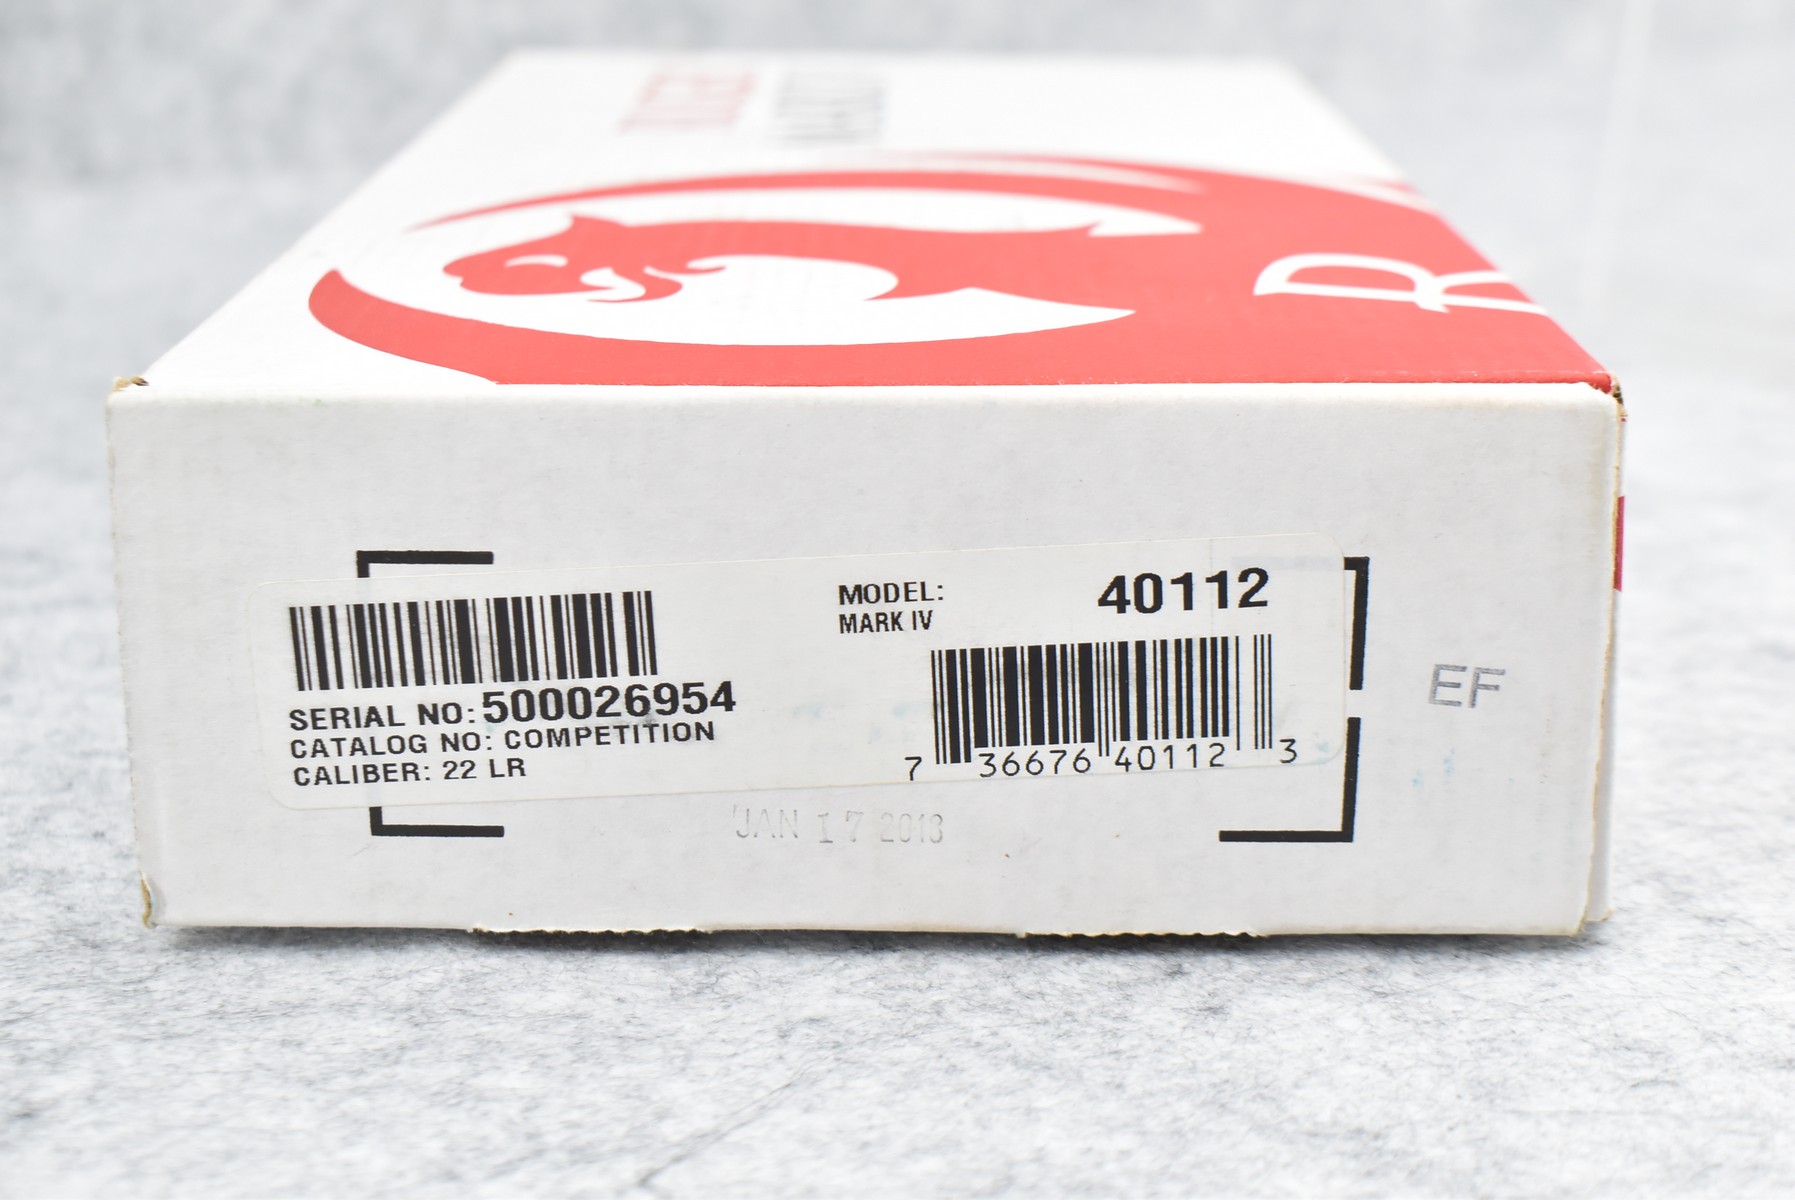 R
SERIAL NO: 500026954
CATALOG NO: COMPETITION
CALIBER: 22 LR
MODEL: 40112
MARK IV
7 36676 40112 3
EF
JAN 17 2018